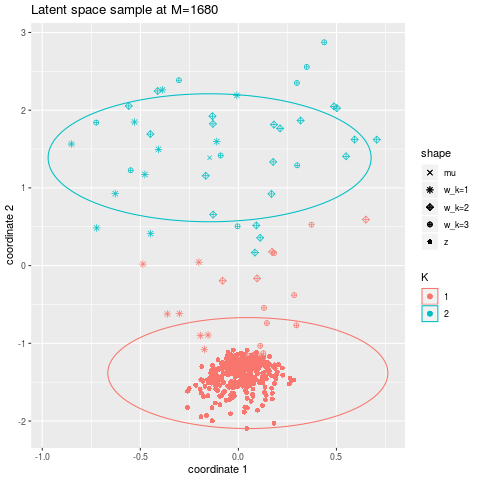 Latent space sample at M=1680
3
2
1
0
-1
-2
coordinate 2
-1.0
-0.5
0.0
0.5
coordinate 1
shape
mu
w_k=1
w_k=2
w_k=3
z
K
1
2